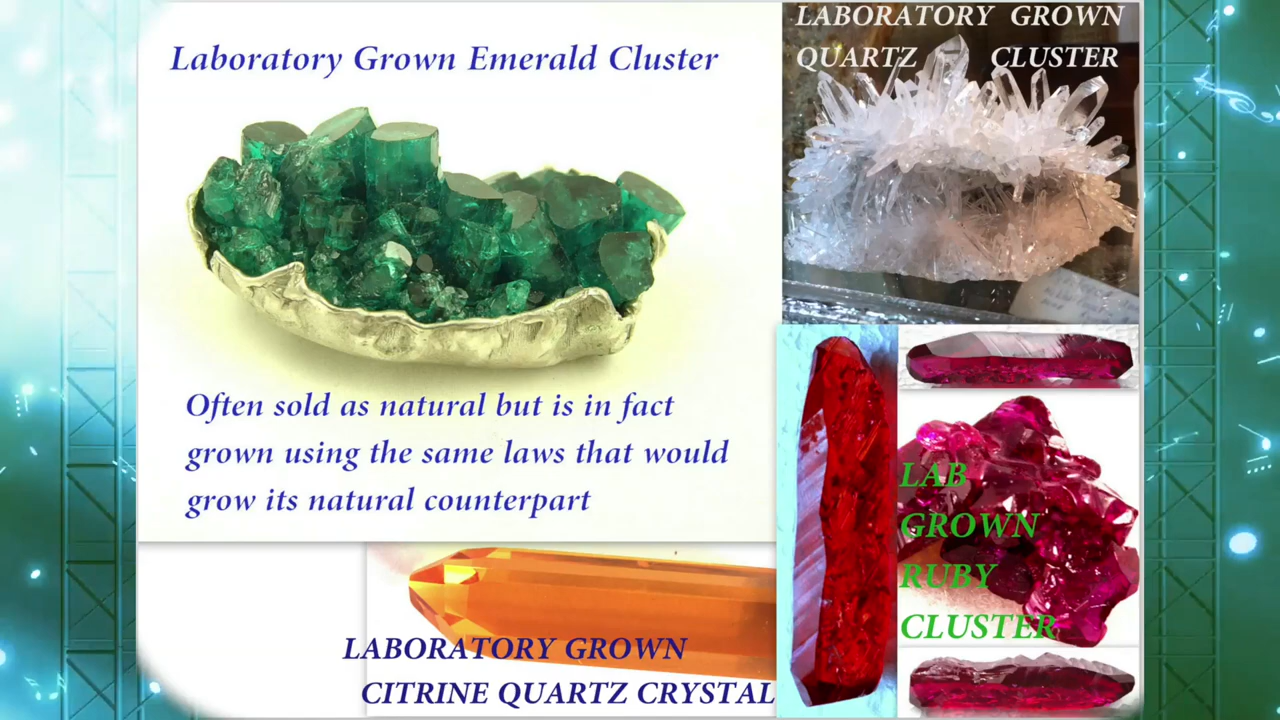 Laboratory Grown Emerald Cluster
Often sold as natural but is in fact
grown using the same laws that would
grow its natural counterpart
LABORATORY GROWN
QUARTZ CLUSTER
LAB
GROWN
RUBY
CLUSTER
LABORATORY GROWN
CITRINE QUARTZ CRYSTAL